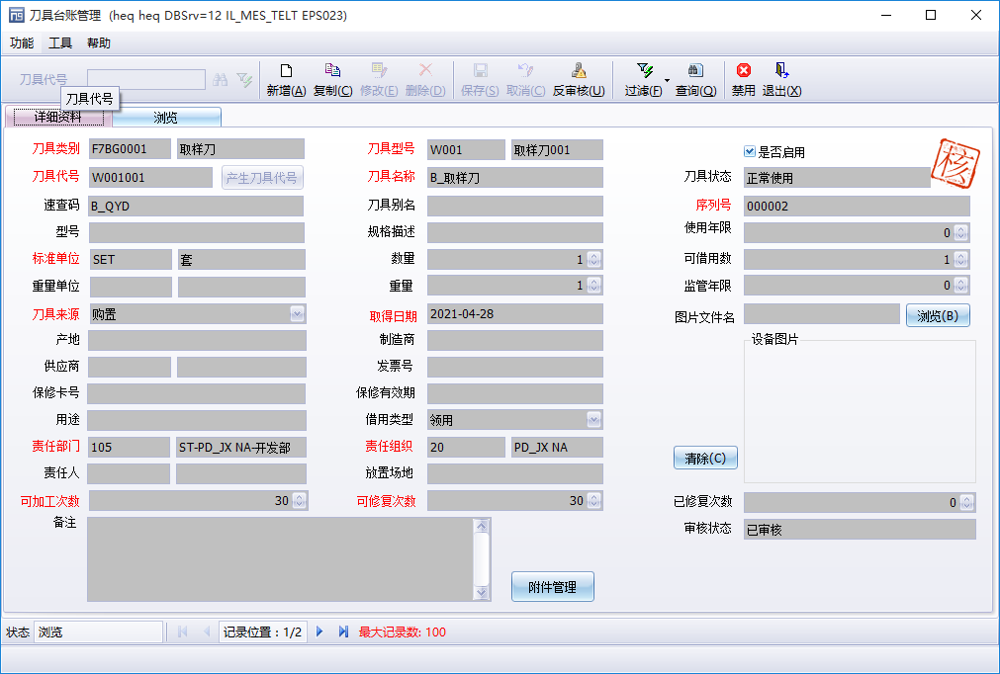 刀具台账管理 (heq heq DBSrv=12 IL_MES_TELT EPS023)
功能 工具 帮助
刀具代号 新增(A) 复制(C) 修改(E) 删除(D) 保存(S) 取消(C) 反审核(U) 过滤(F) 查询(Q) 禁用 退出(X)
刀具代号
详细资料 浏览
刀具类别 F7BG0001 取样刀 刀具型号 W001 取样刀001 是否启用 核
刀具代号 W001001 产生刀具代号 刀具名称 B_取样刀 刀具状态 正常使用
速查码 B_QYD 刀具别名 序列号 000002
型号 规格描述 使用年限 0
标准单位 SET 套 数量 1 可借用数 1
重量单位 重量 1 监管年限 0
刀具来源 购置 取得日期 2021-04-28 图片文件名 浏览(B)
产地 制造商 设备图片
供应商 发票号
保修卡号 保修有效期
用途 借用类型 领用
责任部门 105 ST-PD_JX NA-开发部 责任组织 20 PD_JX NA 清除(C)
责任人 放置场地
可加工次数 30 可修复次数 30 已修复次数 0
备注 审核状态 已审核
附件管理
状态 浏览 记录位置：1/2 最大记录数: 100